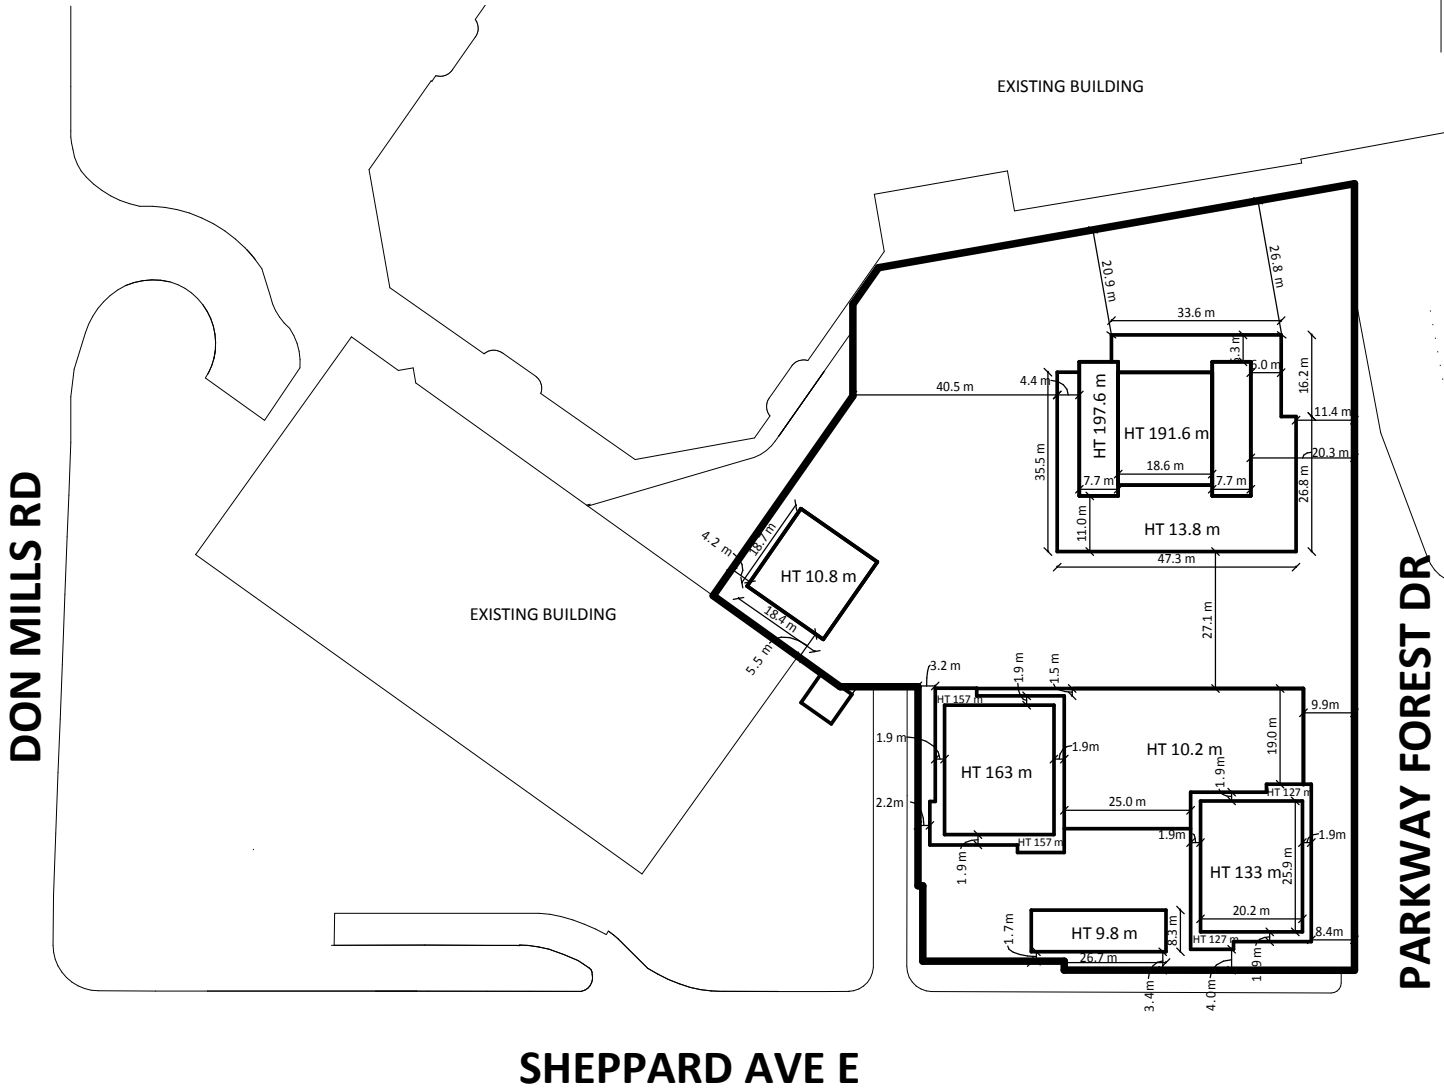 EXISTING BUILDING
20.9 m
26.8 m
33.6 m
6.0 m
16.2 m
40.5 m
4.4 m
HT 197.6 m
HT 191.6 m
11.4 m
20.3 m
35.5 m
18.6 m
7.7 m
7.7 m
26.8 m
11.0 m
HT 13.8 m
47.3 m
DON MILLS RD
4.2 m
18.7 m
HT 10.8 m
EXISTING BUILDING
18.4 m
5.5 m
27.1 m
PARKWAY FOREST DR
3.2 m
1.9 m
1.5 m
HT 157 m
9.9m
1.9 m
1.9m
HT 163 m
HT 10.2 m
19.0 m
1.9m
HT 127 m
2.2m
25.0 m
1.9m
1.9m
HT 157 m
1.9 m
HT 133 m
25.9 m
20.2 m
1.7m
HT 9.8 m
8.3 m
HT 127 m
8.4m
26.7 m
3.4 m
4.0 m
1.9m
SHEPPARD AVE E